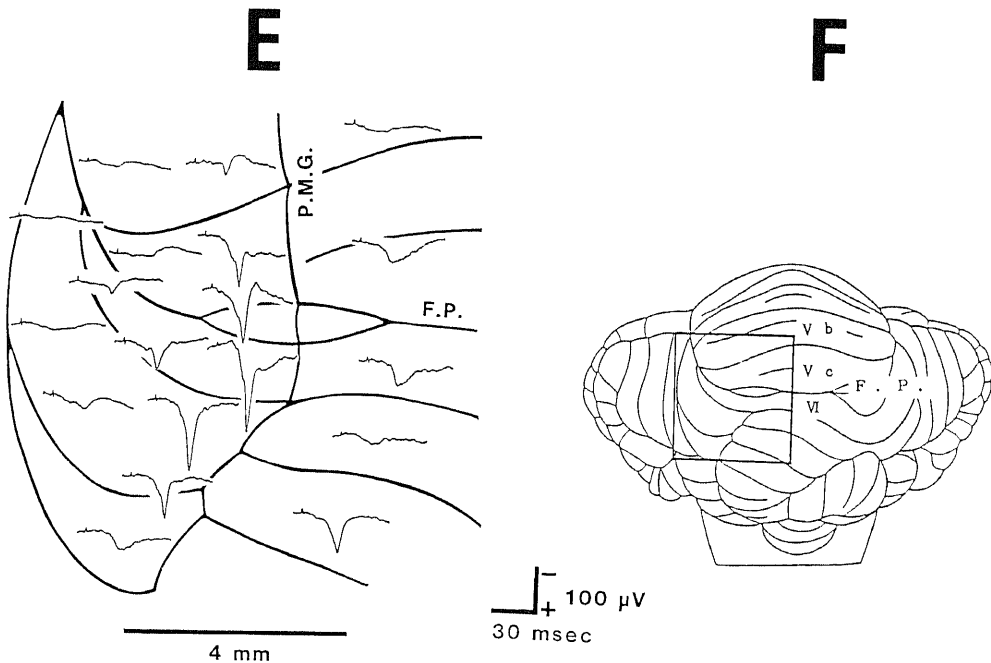 E
F
P.M.G.
F.P.
V b
V c
F. P.
VI
−
+
100 μV
30 msec
4 mm